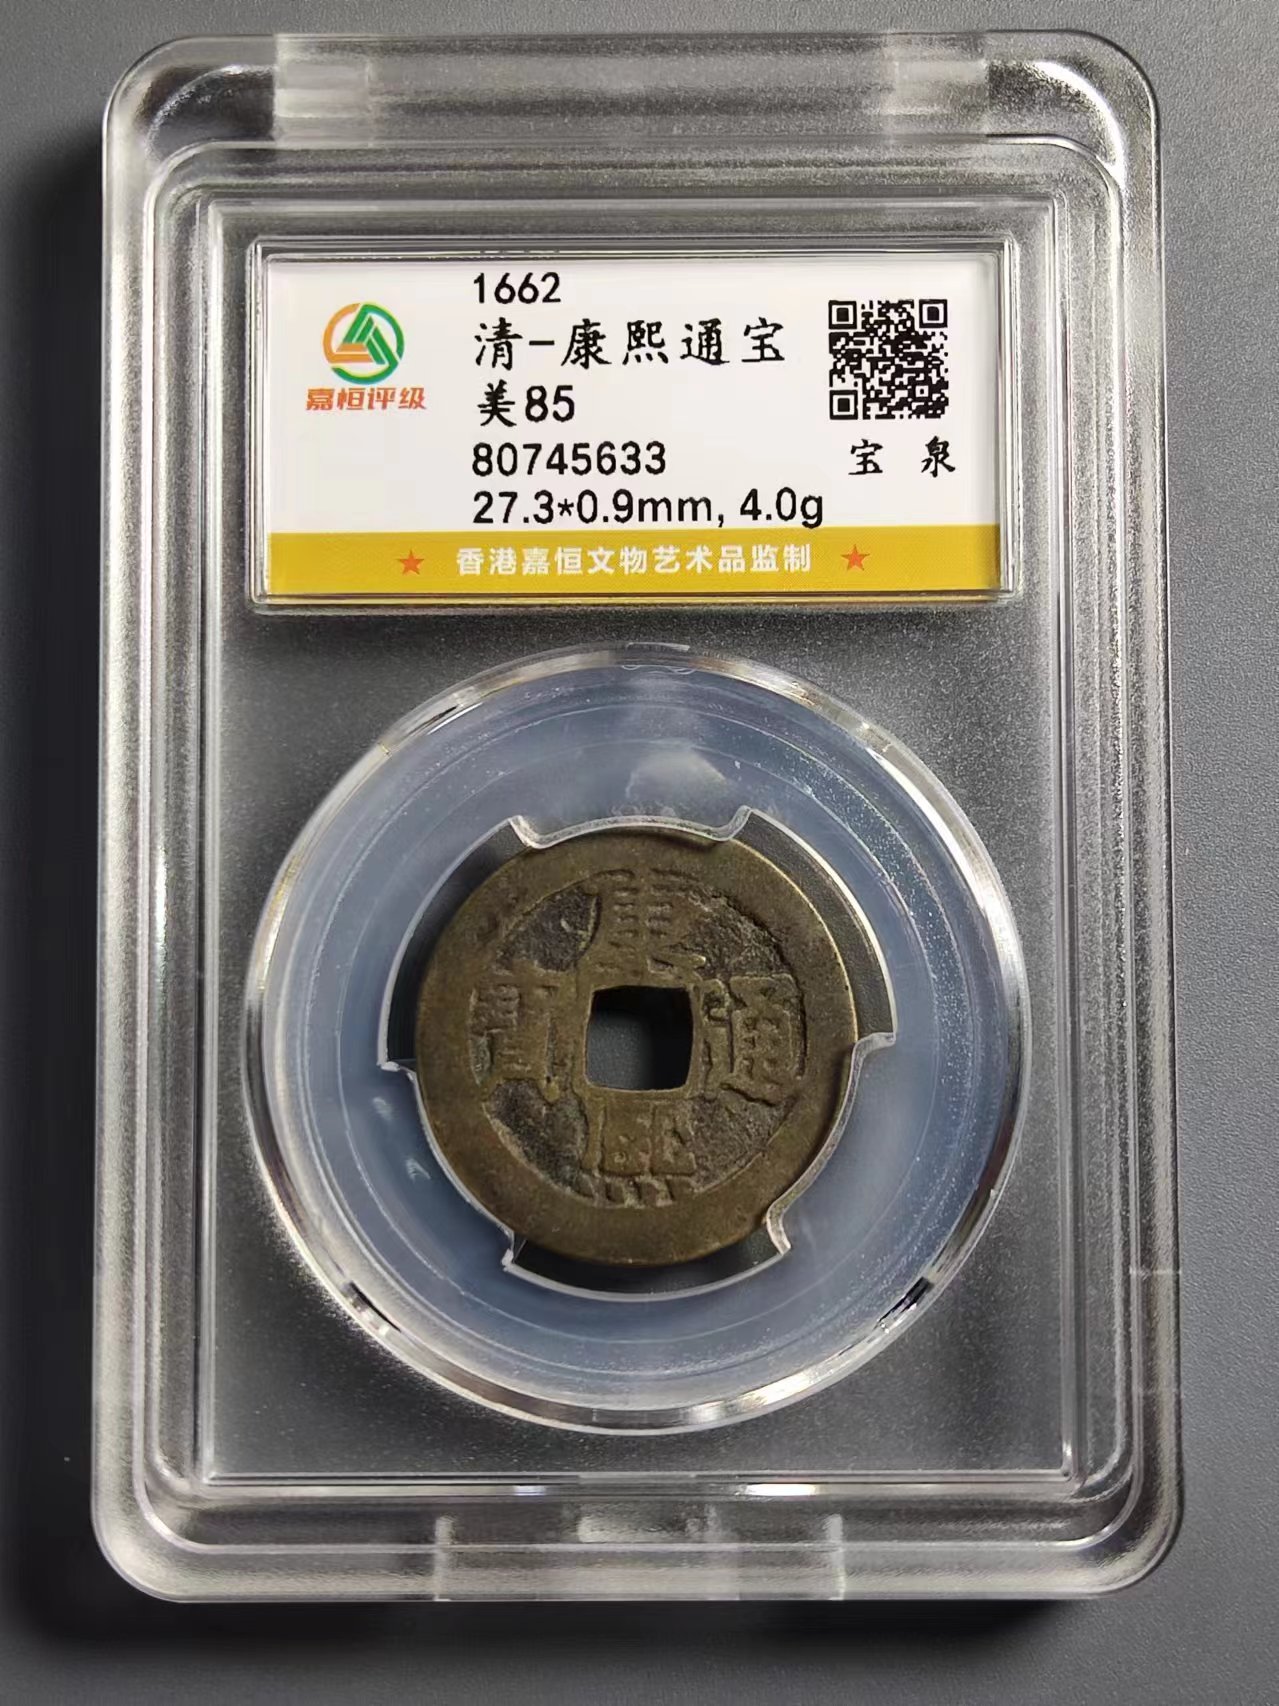 1662
清-康熙通宝
美85
80745633
27.3*0.9mm, 4.0g
嘉恒评级
宝 泉
香港嘉恒文物艺术品监制
康
熙
通
寶